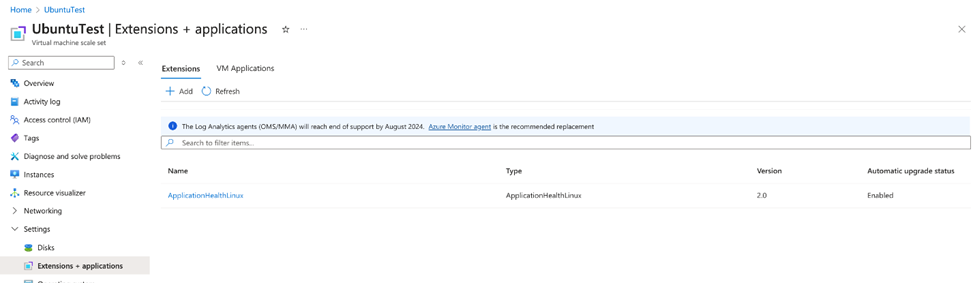 Home > UbuntuTest
UbuntuTest | Extensions + applications
Virtual machine scale set
Search
Overview
Activity log
Access control (IAM)
Tags
Diagnose and solve problems
Instances
Resource visualizer
Networking
Settings
Disks
Extensions + applications
Extensions VM Applications
Add Refresh
The Log Analytics agents (OMS/MMA) will reach end of support by August 2024. Azure Monitor agent is the recommended replacement
Search to filter items...
Name Type Version Automatic upgrade status
ApplicationHealthLinux ApplicationHealthLinux 2.0 Enabled